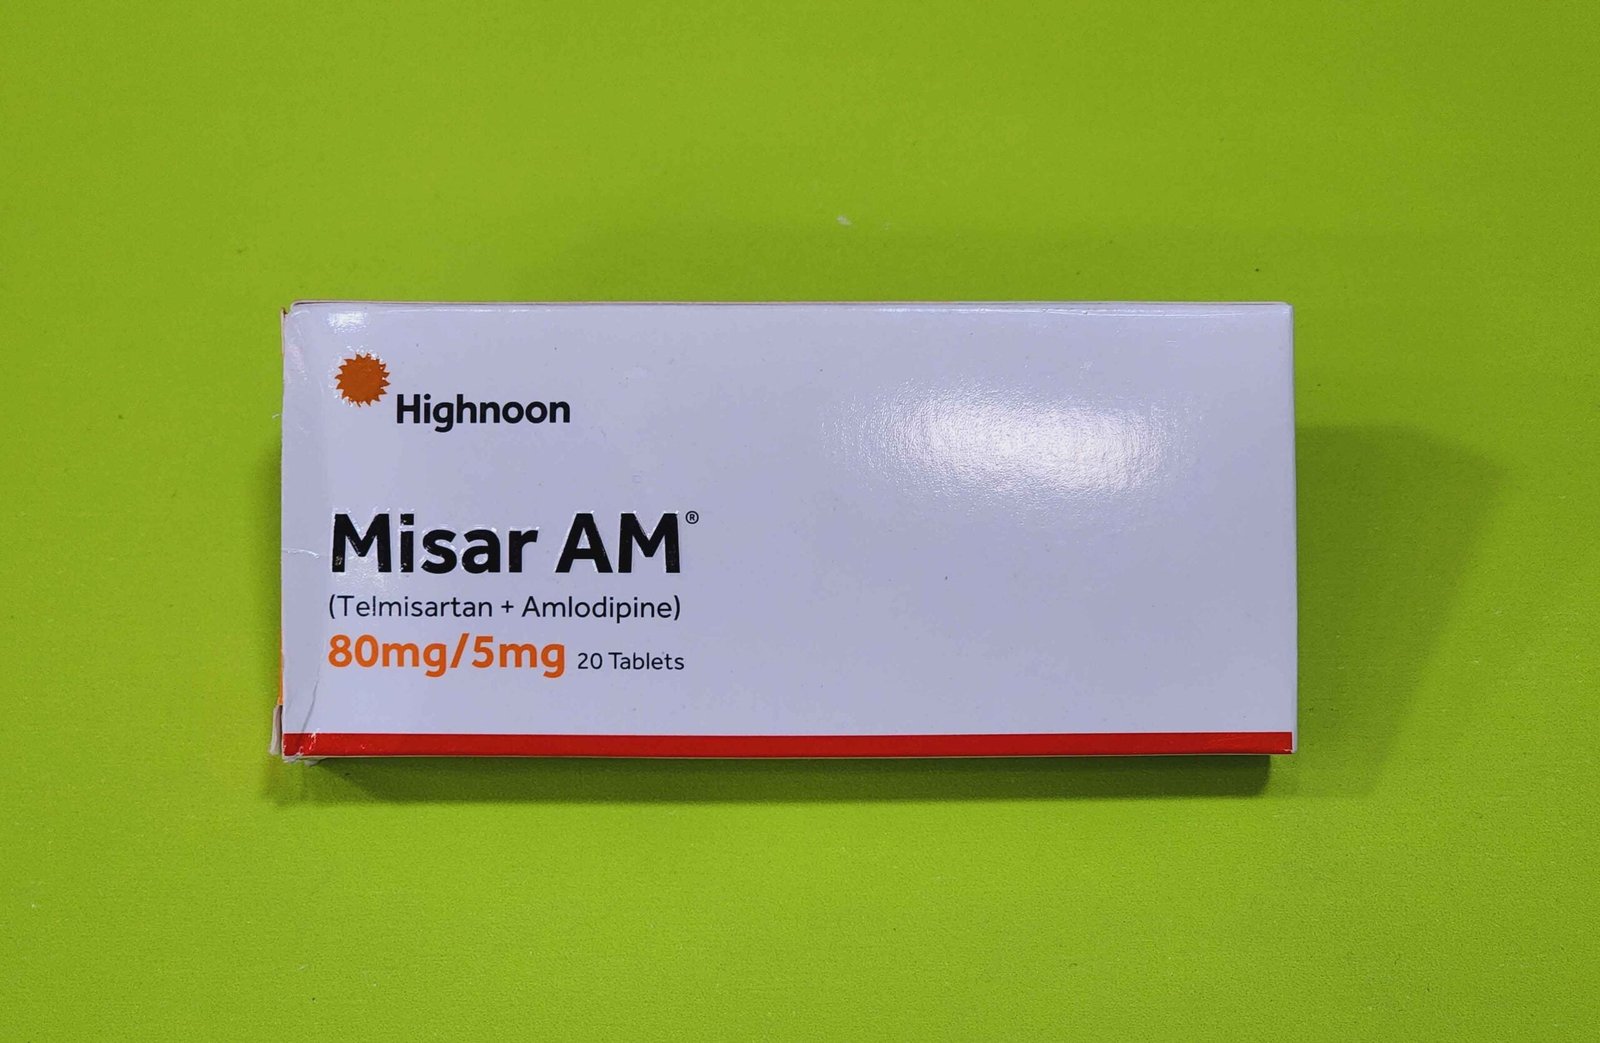 Highnoon
Misar AM®
(Telmisartan + Amlodipine)
80mg/5mg 20 Tablets